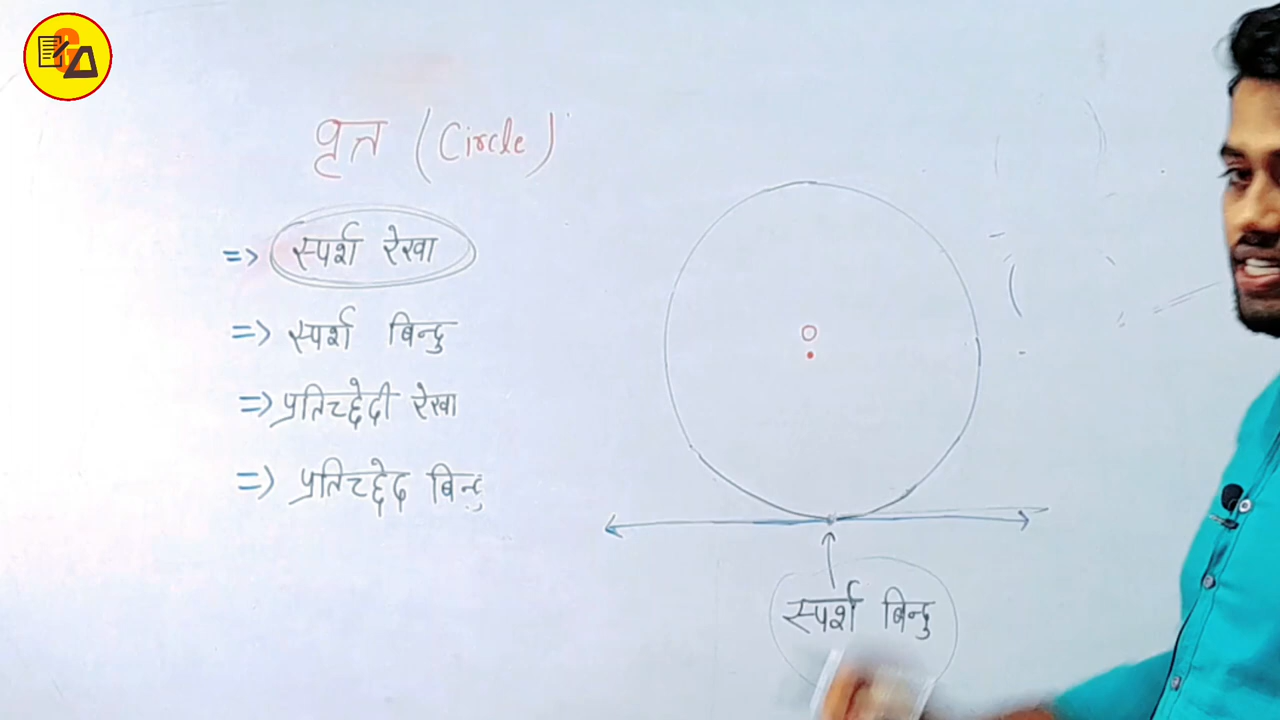 वृत्त (Circle)
=> स्पर्श रेखा
=> स्पर्श बिन्दु
=> प्रतिच्छेदी रेखा
=> प्रतिच्छेद बिन्दु
O
स्पर्श बिन्दु